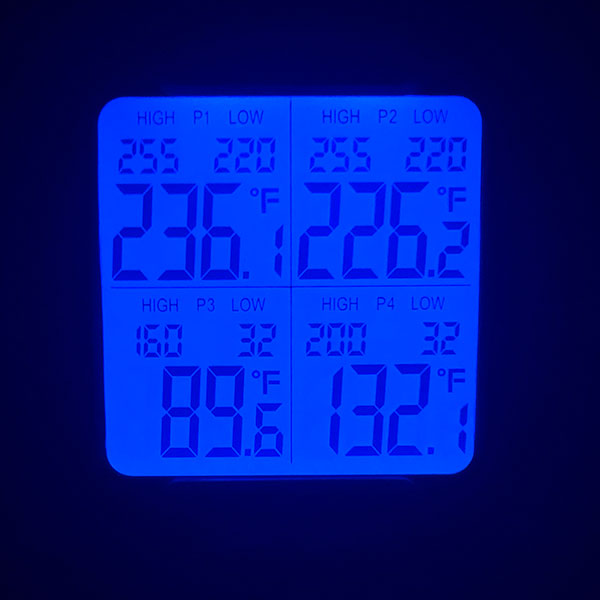 HIGH P1 LOW
255 220
236.1 °F
HIGH P2 LOW
255 220
226.2 °F
HIGH P3 LOW
160 32
89.6 °F
HIGH P4 LOW
200 32
132.1 °F